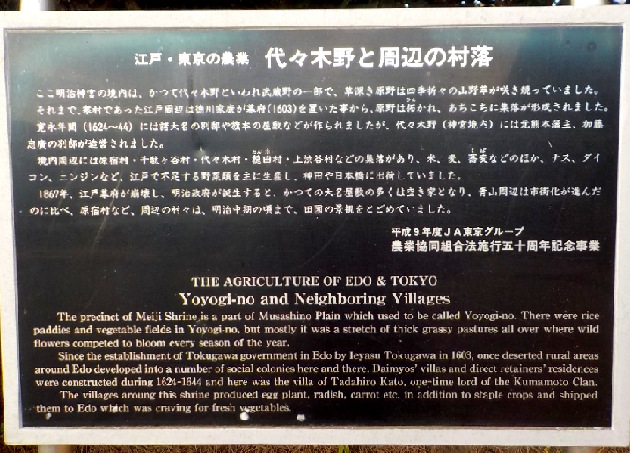 江戸・東京の農業 代々木野と周辺の村落
ここ明治神宮の境内は、かつて代々木野といわれ武蔵野の一部で、草深き原野は四季折々の山野草が咲き競っていました。
それまで、寒村であった江戸周辺は徳川家康が幕府(1603)を置いた事から、原野は拓かれ、あちこちに集落が形成されました。
寛永年間(1624〜44)には諸大名の別邸や旗本の屋敷などが作られましたが、代々木野(神宮境内)には元熊本藩主、加藤
忠廣の別邸が造営されました。
境内周辺には原宿村・千駄ヶ谷村・代々木村・穏田村・上渋谷村などの集落があり、米、麦、蕎麦などのほか、ナス、ダイ
コン、ニンジンなど、江戸で不足する野菜類を主に生産し、神田や日本橋に出荷していました。
1867年、江戸幕府が崩壊し、明治政府が誕生すると、かつての大名屋敷の多くは空き家となり、青山周辺は市街化が進んだ
のに比べ、原宿村など、周辺の村々は、明治中頃の頃まで、田園の景観をとどめていました。
平成9年度JA東京グループ
農業協同組合法施行五十周年記念事業
THE AGRICULTURE OF EDO & TOKYO
Yoyogi-no and Neighboring Villages
The precinct of Meiji Shrine is a part of Musashino Plain which used to be called Yoyogi-no. There were rice
paddies and vegetable fields in Yoyogi-no, but mostly it was a stretch of thick grassy pastures all over where wild
flowers competed to bloom every season of the year.
Since the establishment of Tokugawa government in Edo by Ieyasu Tokugawa in 1603, once deserted rural areas
around Edo developed into a number of social colonies here and there. Daimyos' villas and direct retainers' residences
were constructed during 1624-1844 and here was the villa of Tadahiro Kato, one-time lord of the Kumamoto Clan.
The villages aroung this shrine produced egg plant, radish, carrot etc. in addition to staple crops and shipped
them to Edo which was craving for fresh vegetables.